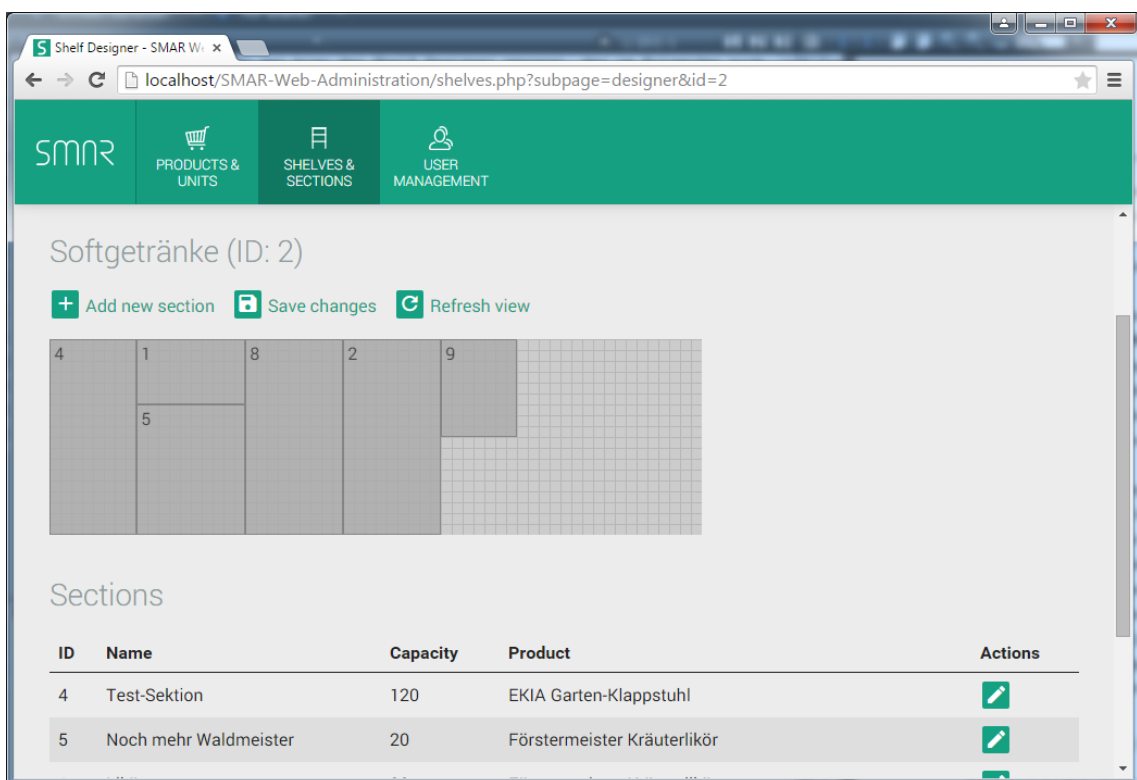 S Shelf Designer - SMAR W
localhost/SMAR-Web-Administration/shelves.php?subpage=designer&id=2
SMAR
PRODUCTS &
UNITS
SHELVES &
SECTIONS
USER
MANAGEMENT
Softgetränke (ID: 2)
Add new section Save changes Refresh view
4 1 8 2 9
5
Sections
ID Name Capacity Product Actions
4 Test-Sektion 120 EKIA Garten-Klappstuhl
5 Noch mehr Waldmeister 20 Förstermeister Kräuterlikör